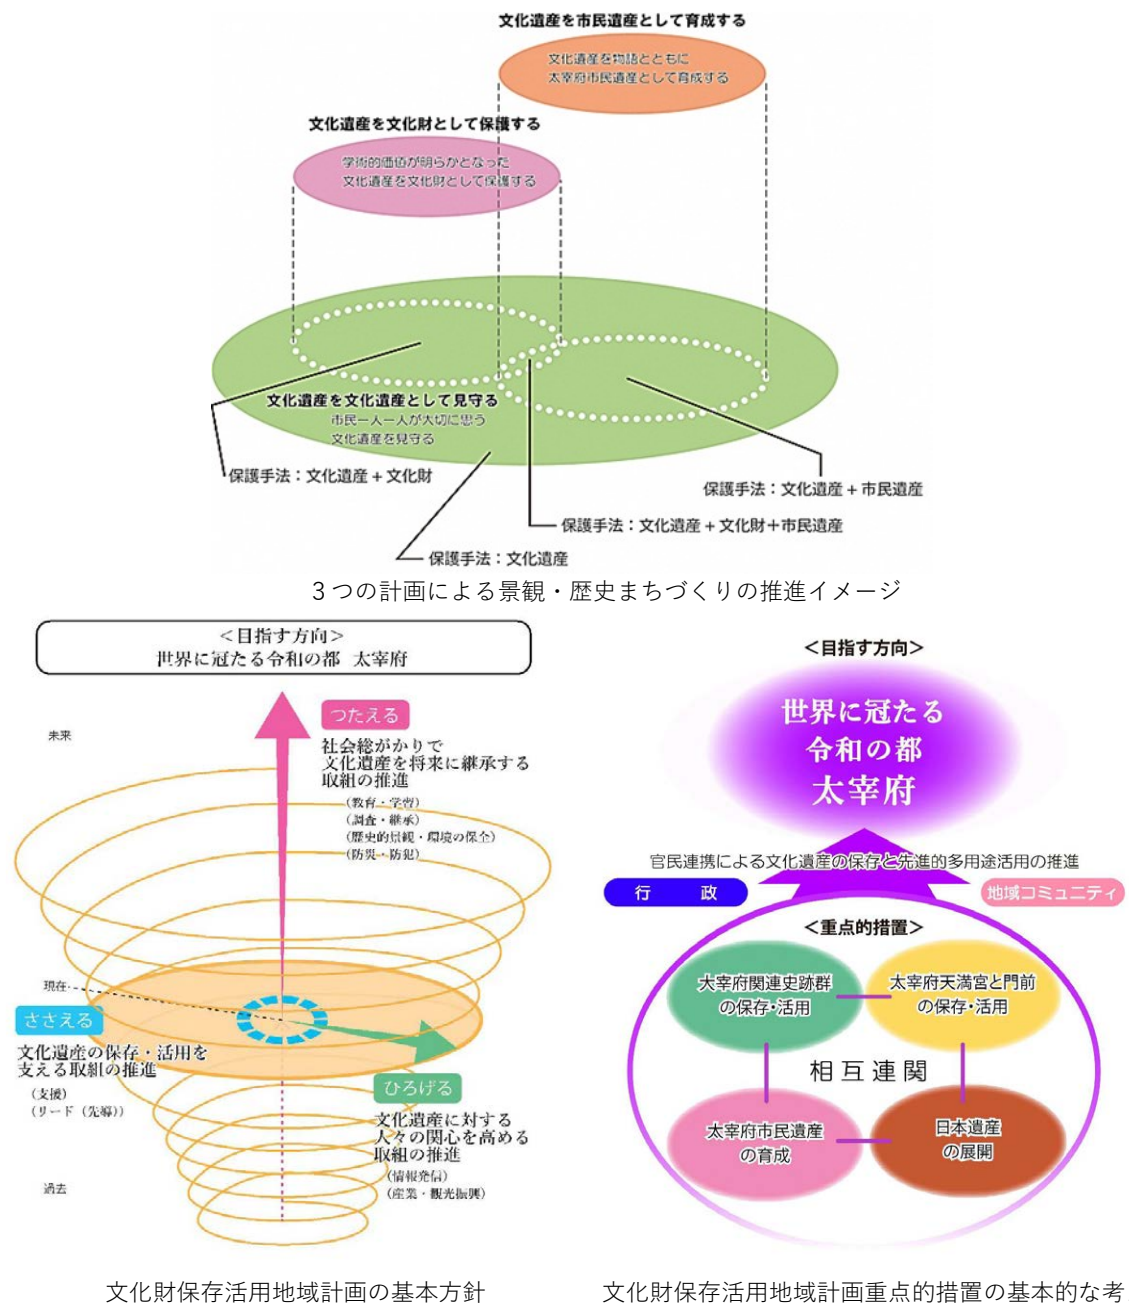 文化遺産を市民遺産として育成する
文化遺産を物語とともに
太宰府市民遺産として育成する
文化遺産を文化財として保護する
学術的価値が明らかとなった
文化遺産を文化財として保護する
文化遺産を文化遺産として見守る
市民一人一人が大切に思う
文化遺産を見守る
保護手法：文化遺産＋文化財
保護手法：文化遺産＋市民遺産
保護手法：文化遺産＋文化財＋市民遺産
保護手法：文化遺産
３つの計画による景観・歴史まちづくりの推進イメージ
＜目指す方向＞
世界に冠たる令和の都 太宰府
未来
つたえる
社会総がかりで
文化遺産を将来に継承する
取組の推進
（教育・学習）
（調査・継承）
（歴史的景観・環境の保全）
（防災・防犯）
現在
ささえる
文化遺産の保存・活用を
支える取組の推進
（支援）
（リード（先導））
ひろげる
文化遺産に対する
人々の関心を高める
取組の推進
（情報発信）
（産業・観光振興）
過去
文化財保存活用地域計画の基本方針
＜目指す方向＞
世界に冠たる
令和の都
太宰府
官民連携による文化遺産の保存と先進的多用途活用の推進
行 政
地域コミュニティ
＜重点的措置＞
大宰府関連史跡群
の保存・活用
太宰府天満宮と門前
の保存・活用
相互連関
太宰府市民遺産
の育成
日本遺産
の展開
文化財保存活用地域計画重点的措置の基本的な考